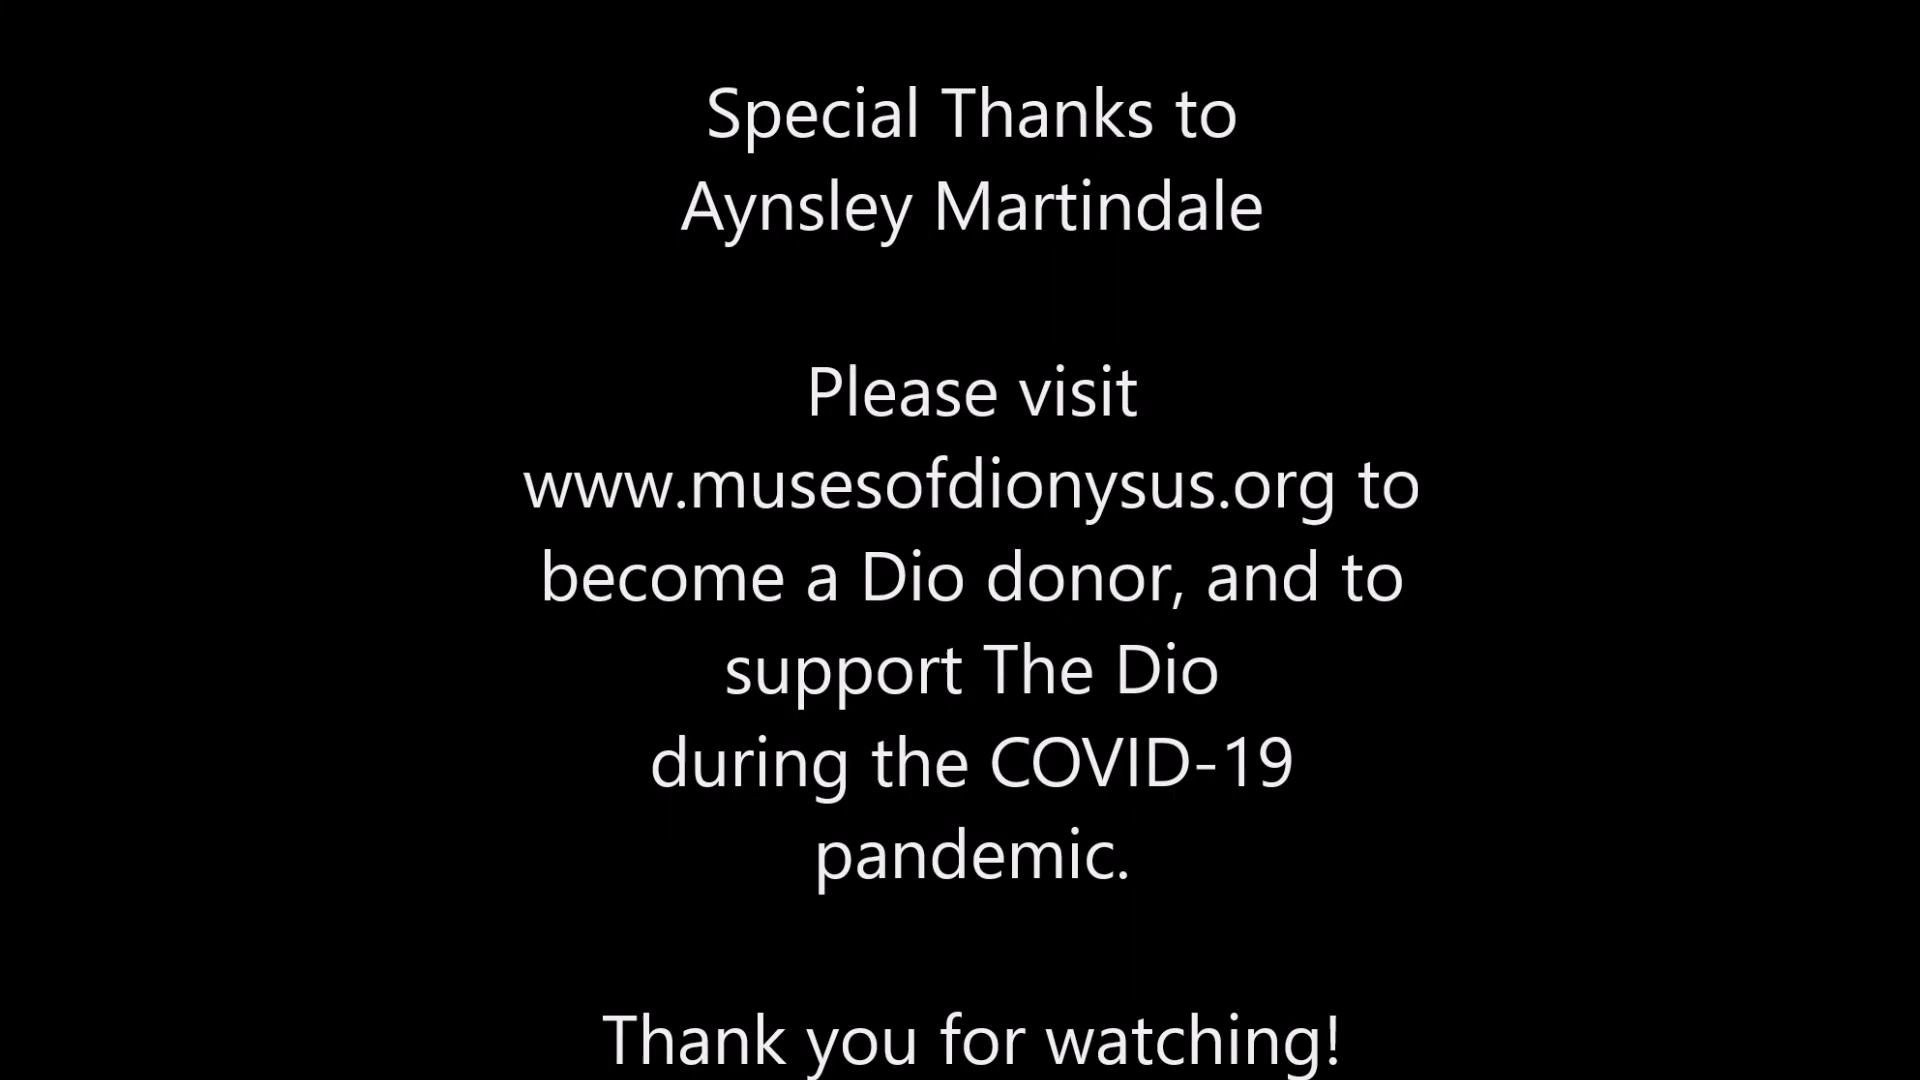 Special Thanks to
Aynsley Martindale
Please visit
www.musesofdionysus.org to
become a Dio donor, and to
support The Dio
during the COVID-19
pandemic.
Thank you for watching!